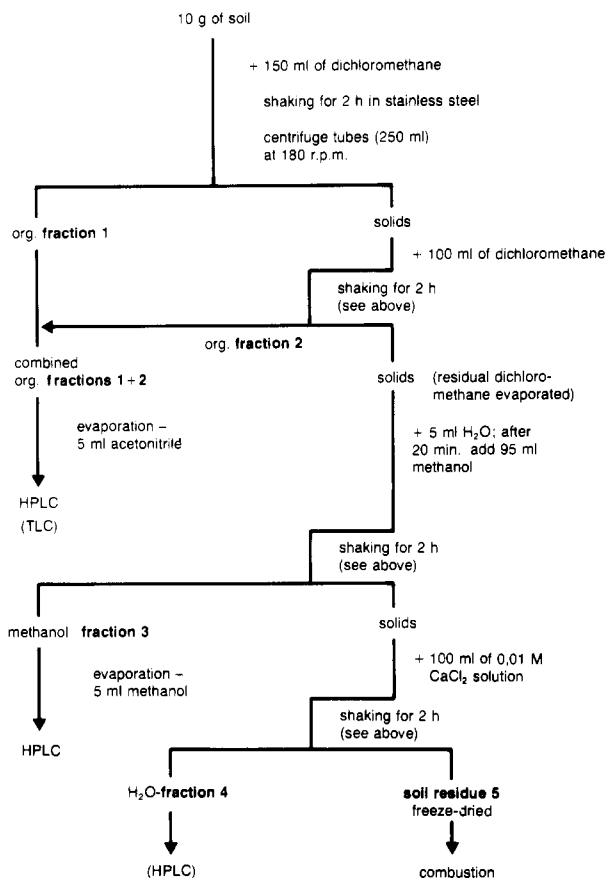 10 g of soil
+ 150 ml of dichloromethane
shaking for 2 h in stainless steel
centrifuge tubes (250 ml)
at 180 r.p.m.
org. fraction 1
solids
+ 100 ml of dichloromethane
shaking for 2 h
(see above)
org. fraction 2
combined
org. fractions 1+2
solids (residual dichloro-
methane evaporated)
evaporation –
5 ml acetonitrile
+ 5 ml H₂O; after
20 min. add 95 ml
methanol
HPLC
(TLC)
shaking for 2 h
(see above)
methanol fraction 3
solids
evaporation –
5 ml methanol
+ 100 ml of 0,01 M
CaCl₂ solution
shaking for 2 h
(see above)
HPLC
H₂O-fraction 4
soil residue 5
freeze-dried
(HPLC)
combustion